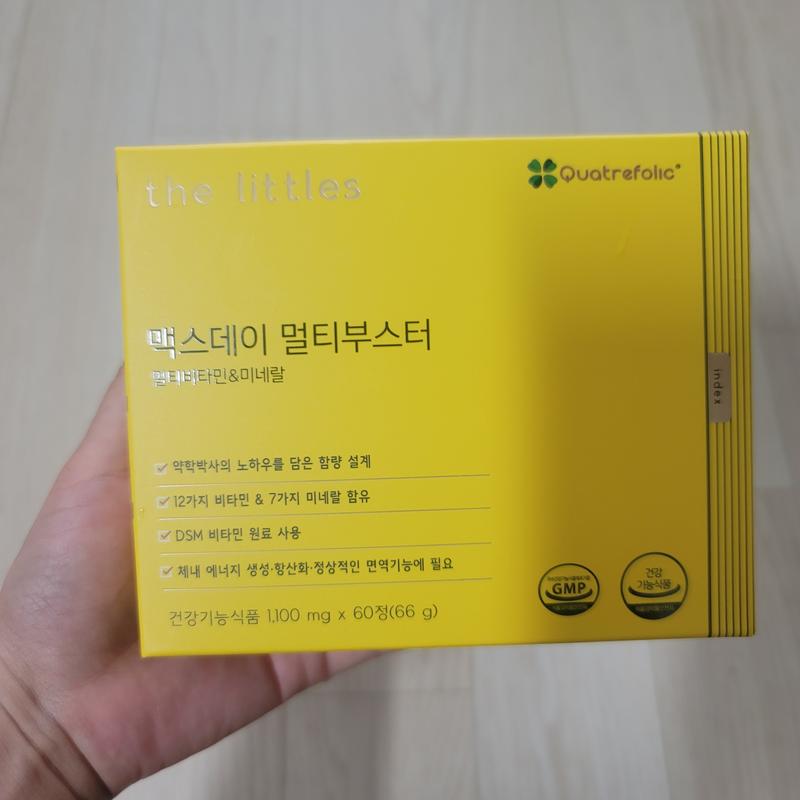 the littles
Quatrefolic®
맥스데이 멀티부스터
멀티비타민&미네랄
index
약학박사의 노하우를 담은 함량 설계
12가지 비타민 & 7가지 미네랄 함유
DSM 비타민 원료 사용
체내 에너지 생성·항산화·정상적인 면역기능에 필요
GMP
건강
기능식품
건강기능식품 1,100 mg x 60정(66 g)